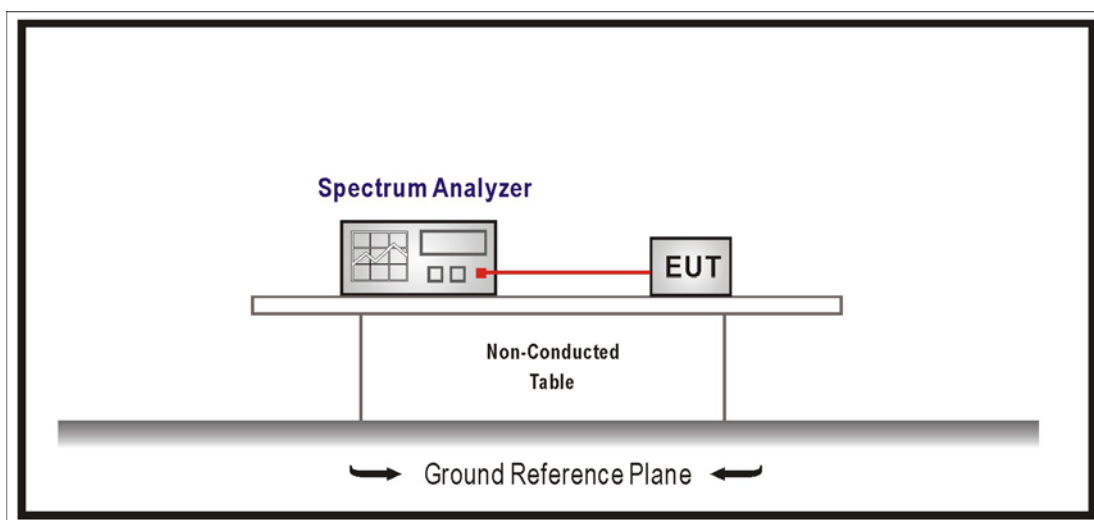 Spectrum Analyzer
EUT
Non-Conducted
Table
Ground Reference Plane